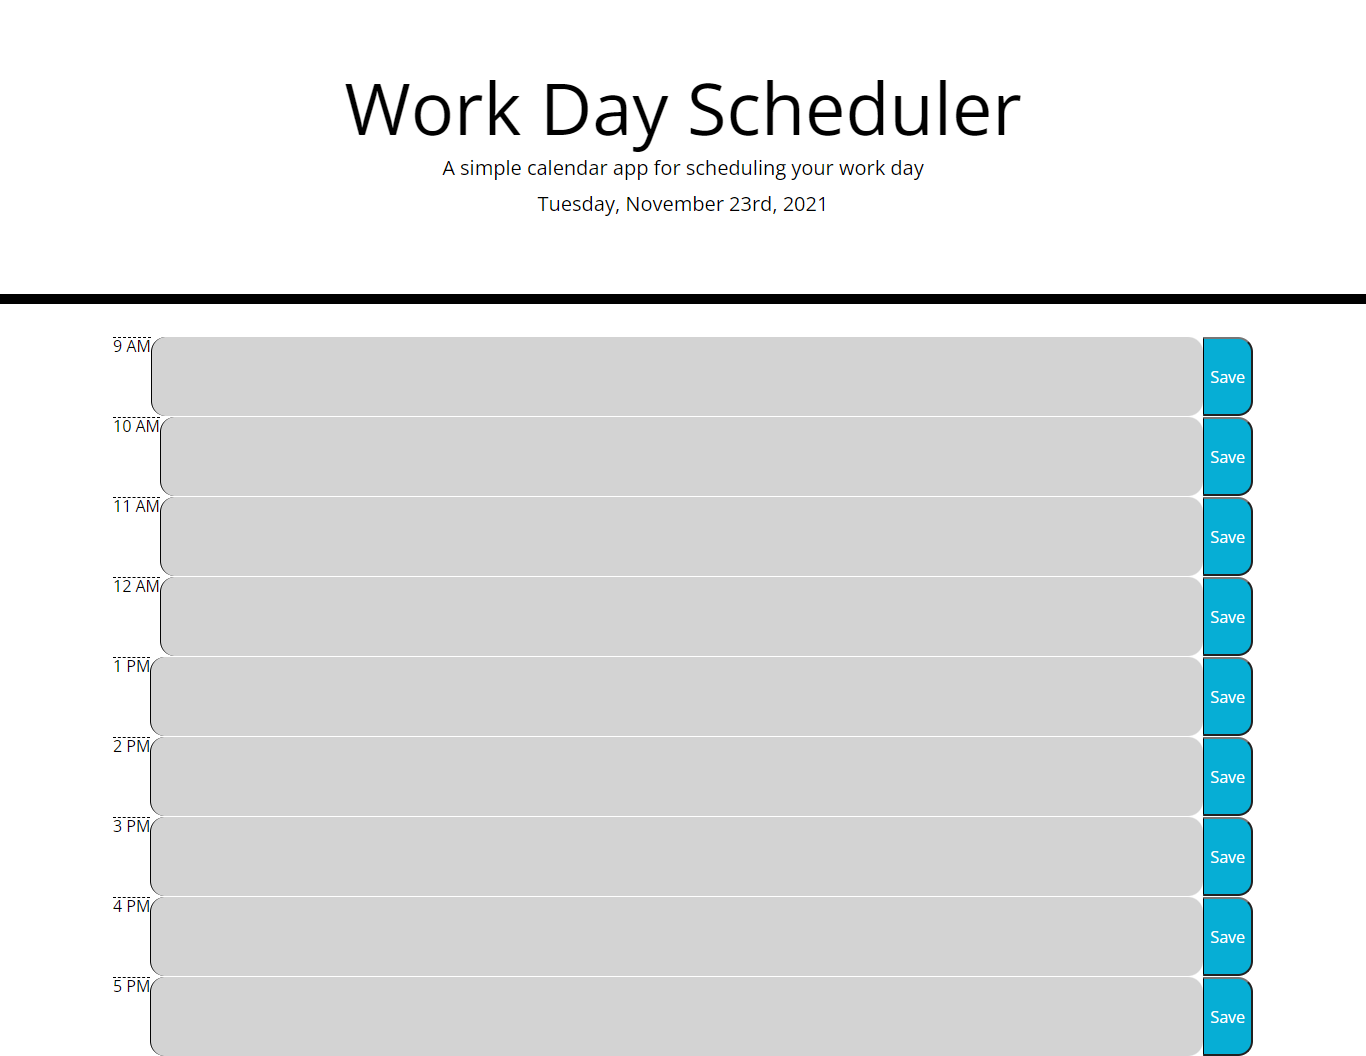 Work Day Scheduler
A simple calendar app for scheduling your work day
Tuesday, November 23rd, 2021
9 AM Save
10 AM Save
11 AM Save
12 AM Save
1 PM Save
2 PM Save
3 PM Save
4 PM Save
5 PM Save